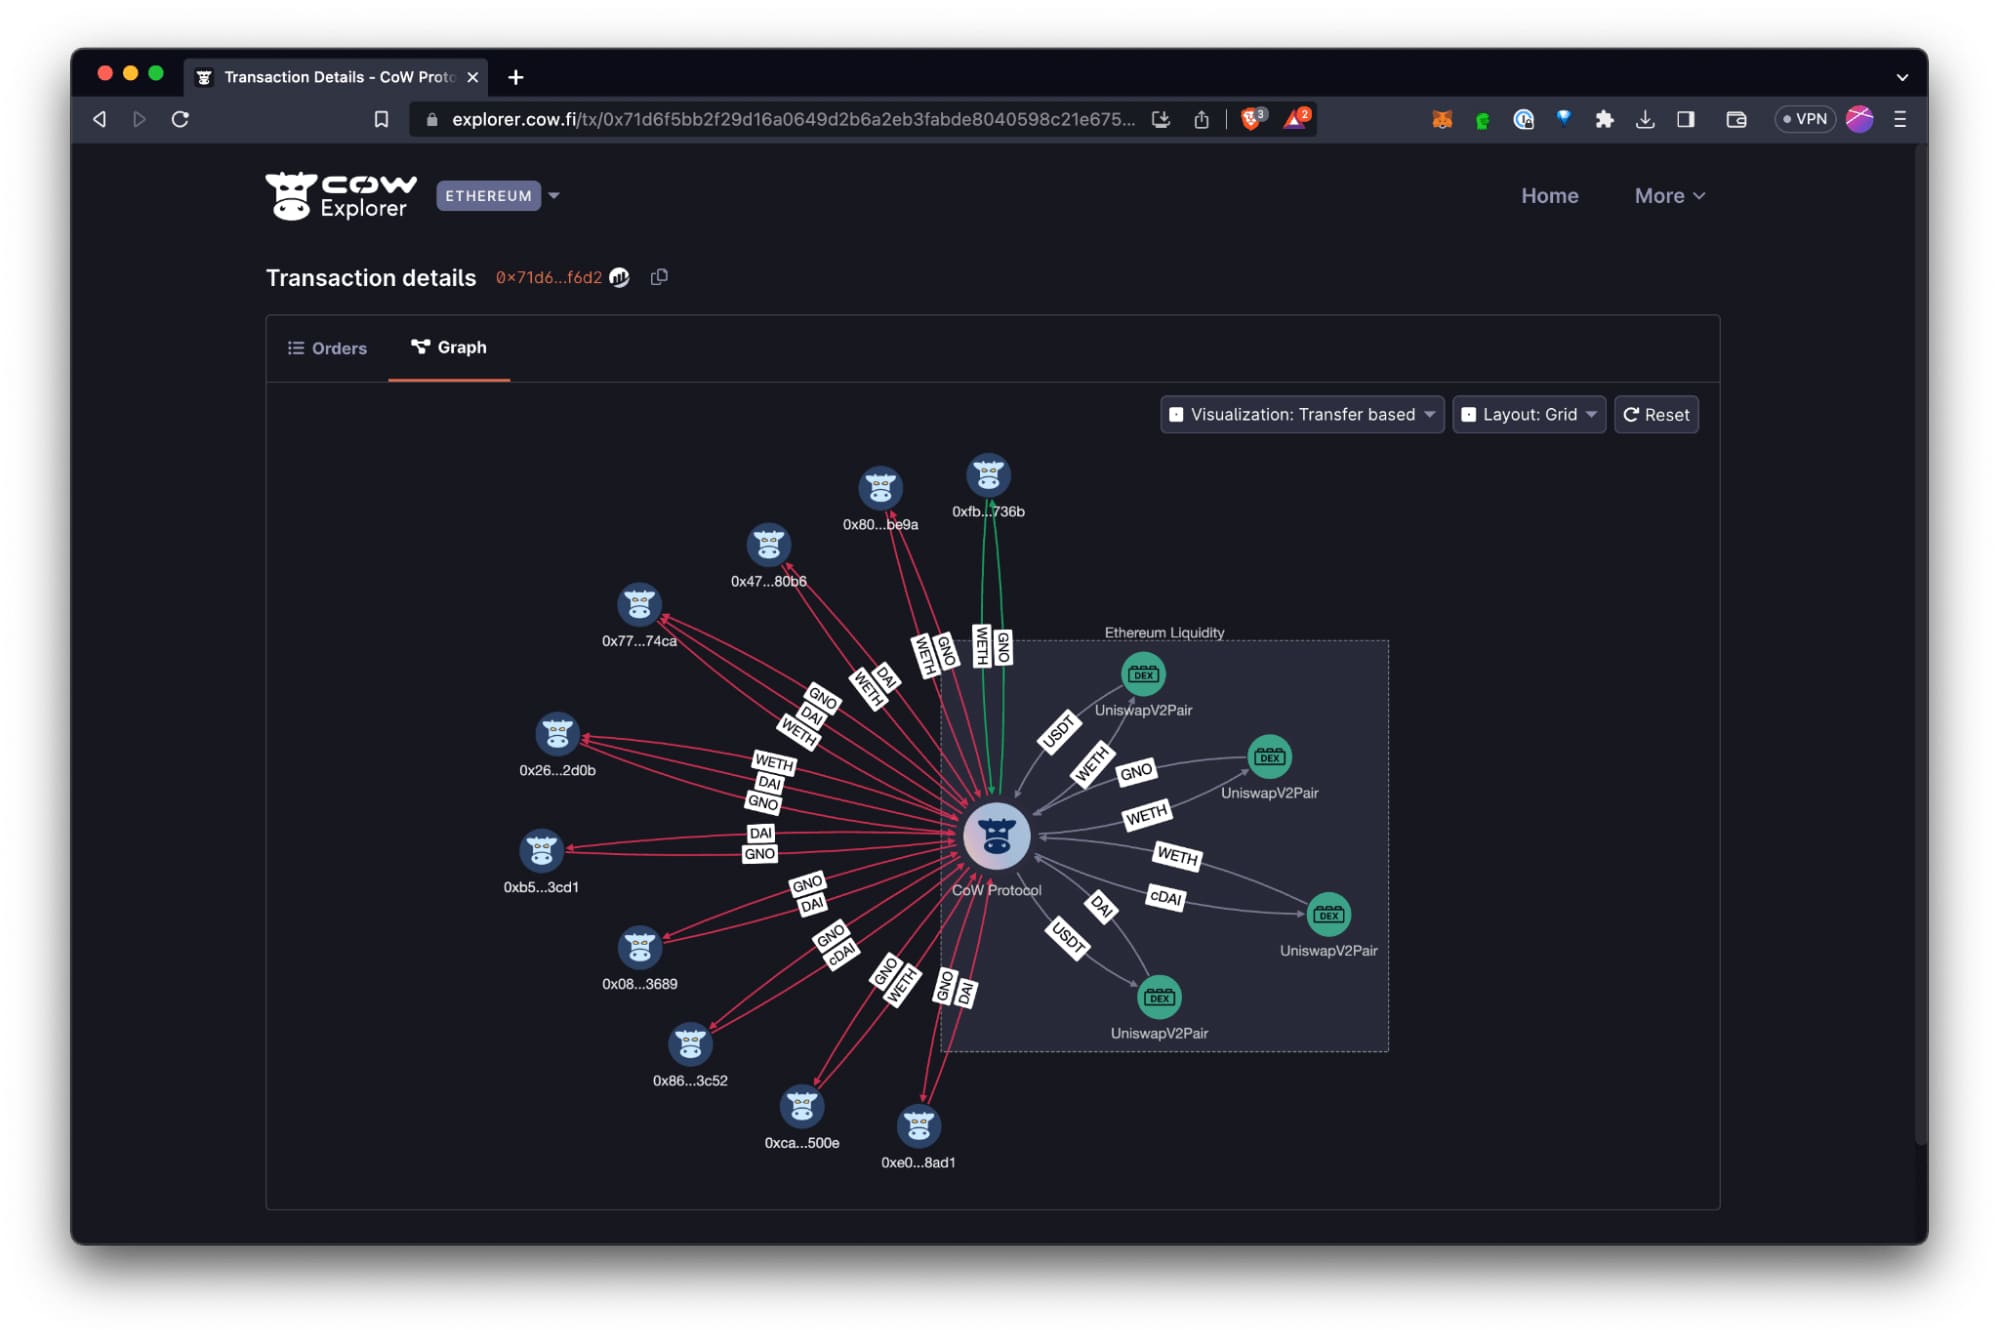 Transaction Details - CoW Proto
explorer.cow.fi/tx/0x71d6f5bb2f29d16a0649d2b6a2eb3fabde8040598c21e675...
3
2
VPN
COW
Explorer
ETHEREUM
Home
More
Transaction details
0×71d6...f6d2
Orders
Graph
Visualization: Transfer based
Layout: Grid
Reset
0x80...be9a
0xfb...736b
0x47...80b6
0x77...74ca
0x26...2d0b
0xb5...3cd1
0x08...3689
0x86...3c52
0xca...500e
0xe0...8ad1
WETH
GNO
WETH
GNO
WETH
DAI
GNO
DAI
WETH
WETH
DAI
GNO
DAI
GNO
GNO
DAI
GNO
cDAI
GNO
WETH
GNO
DAI
CoW Protocol
Ethereum Liquidity
DEX
UniswapV2Pair
USDT
WETH
DEX
UniswapV2Pair
GNO
WETH
WETH
cDAI
DEX
UniswapV2Pair
DAI
USDT
DEX
UniswapV2Pair